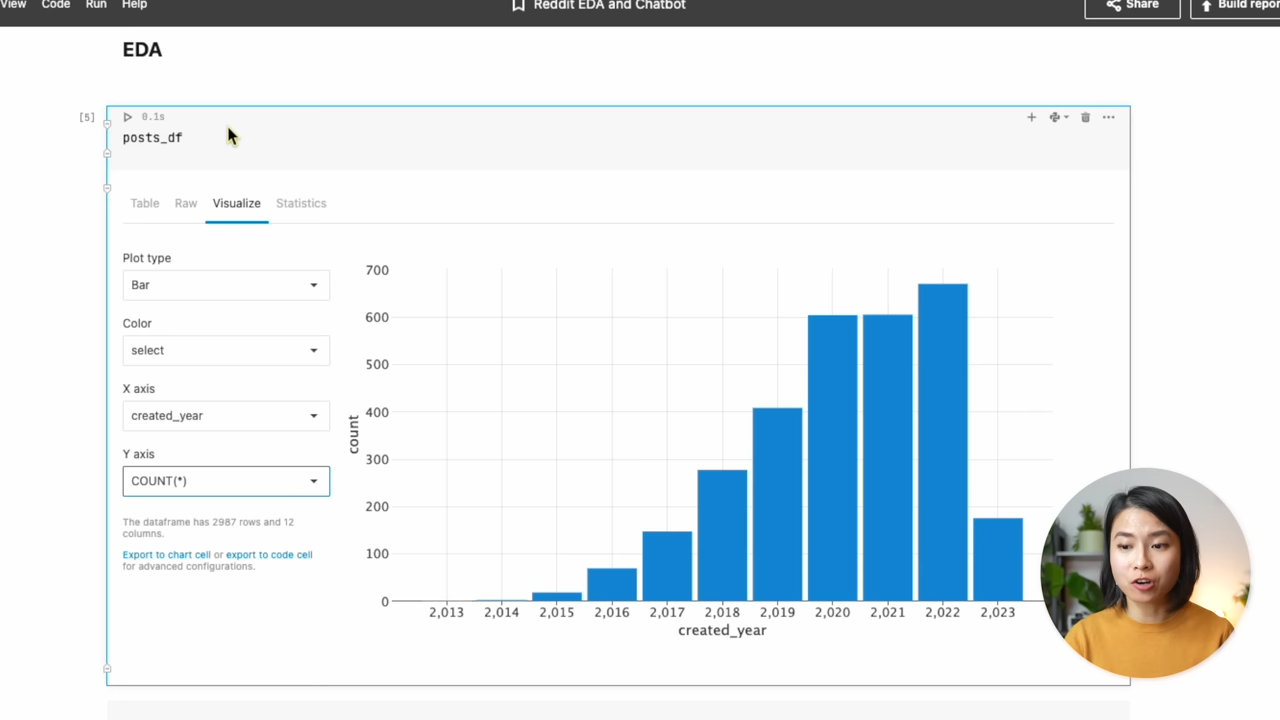 View Code Run Help Reddit EDA and Chatbot Share Build repor
EDA
[5] 0.1s
posts_df
Table Raw Visualize Statistics
Plot type
Bar
Color
select
X axis
created_year
Y axis
COUNT(*)
The dataframe has 2987 rows and 12
columns.
Export to chart cell or export to code cell
for advanced configurations.
700
600
500
400
300
200
100
0
count
2,013 2,014 2,015 2,016 2,017 2,018 2,019 2,020 2,021 2,022 2,023
created_year